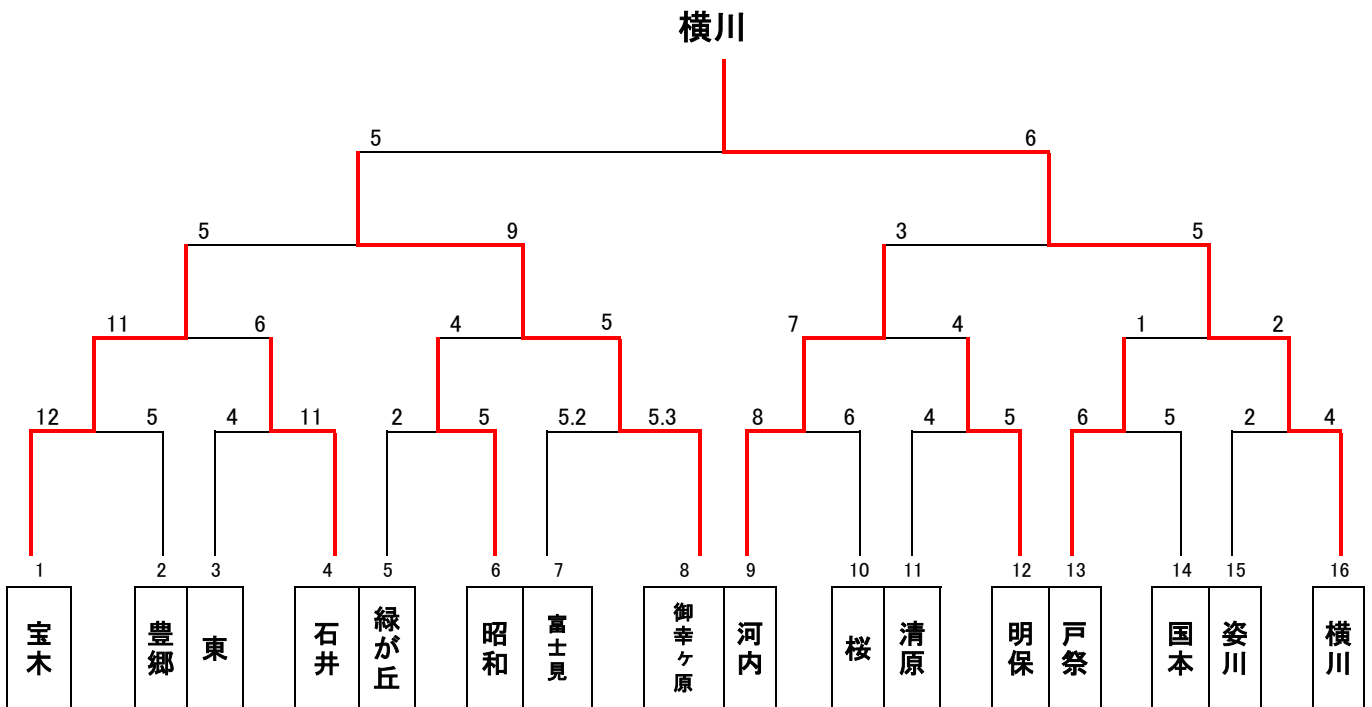 横川
5 6
5 9 3 5
11 6 4 5 7 4 1 2
12 5 4 11 2 5 5.2 5.3 8 6 4 5 6 5 2 4
1 2 3 4 5 6 7 8 9 10 11 12 13 14 15 16
宝木
豊郷
東
石井
緑が丘
昭和
富士見
御幸ヶ原
河内
桜
清原
明保
戸祭
国本
姿川
横川